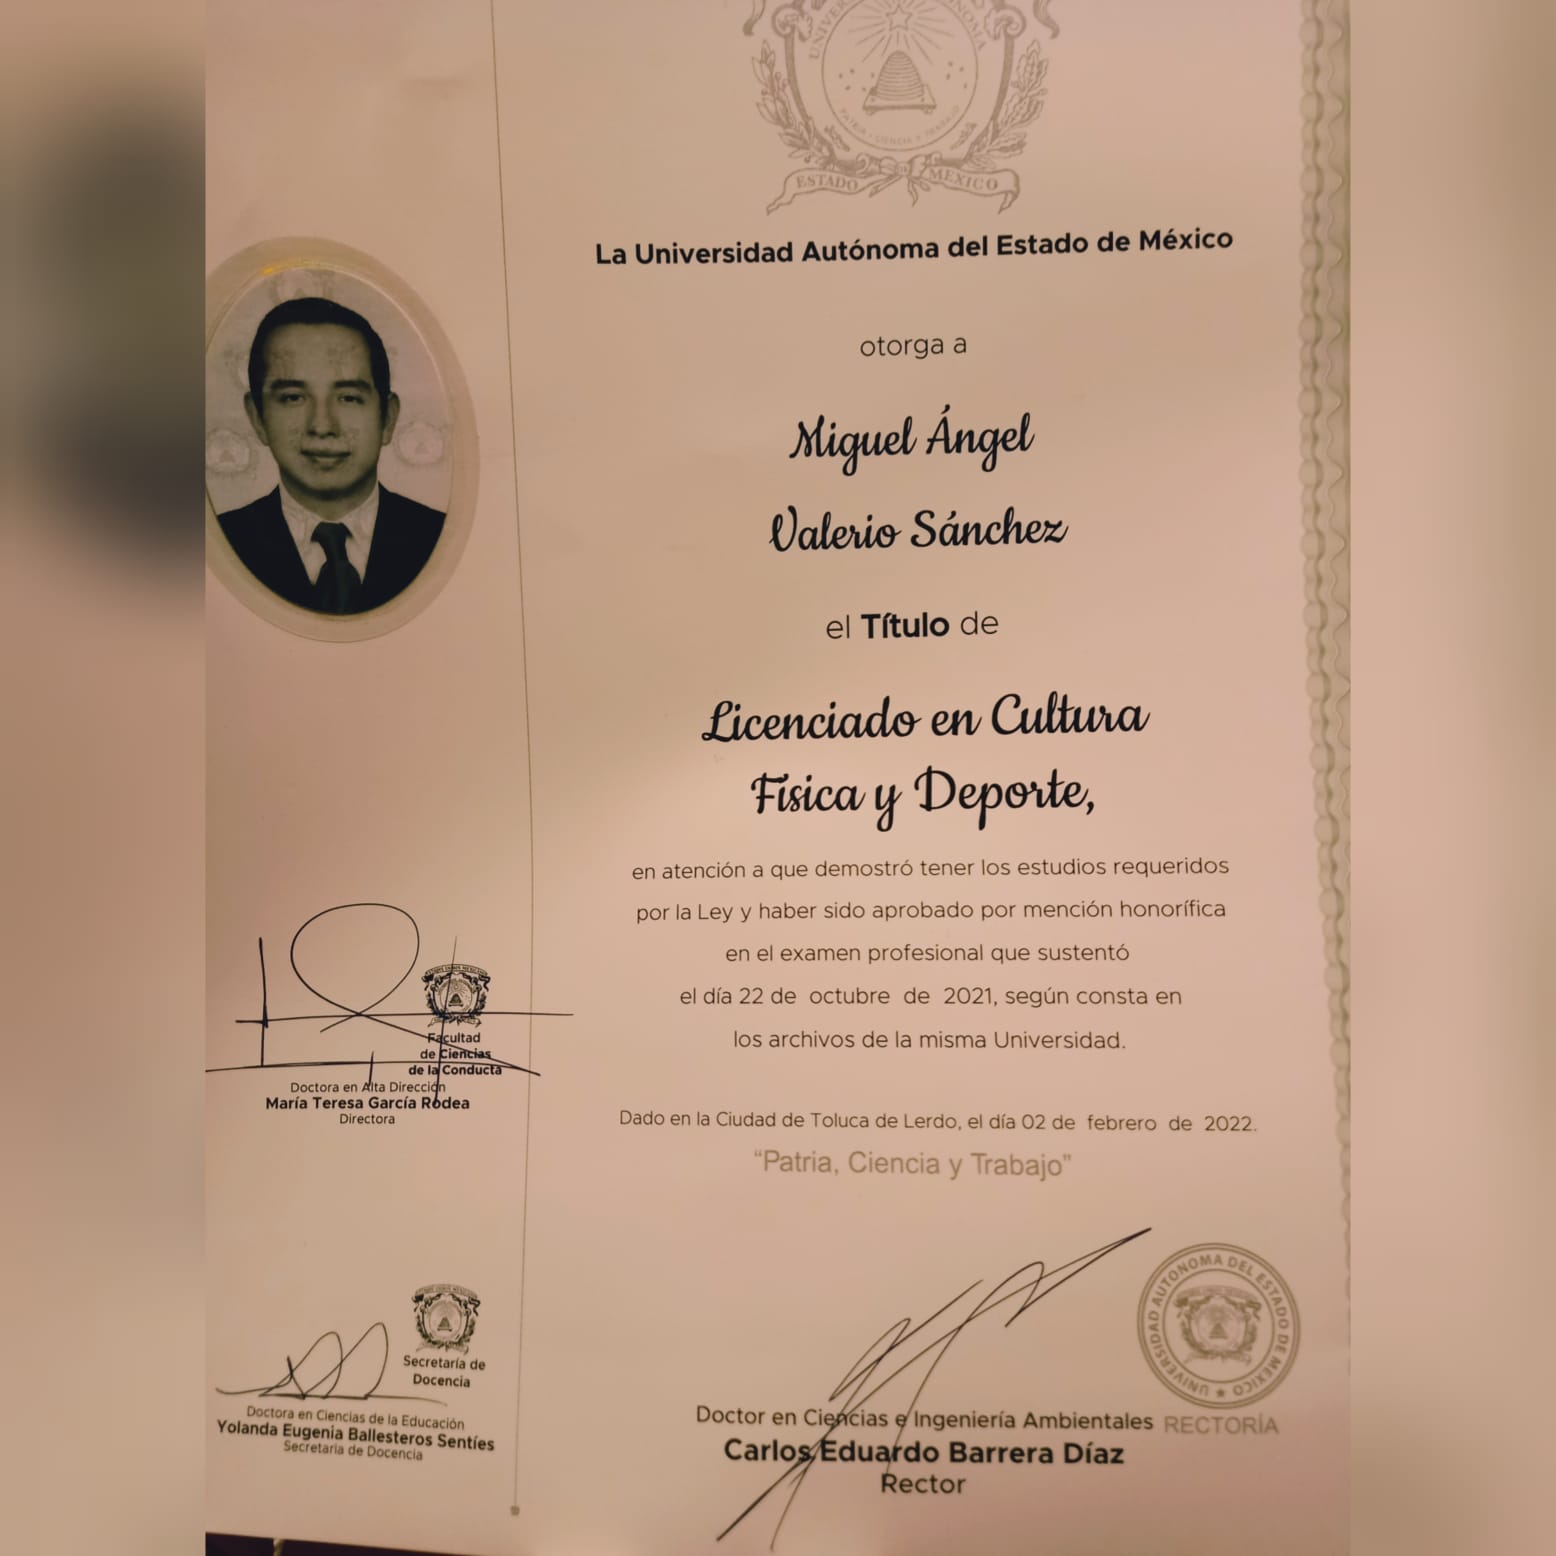 UNIVER
NOMA
PATRIA · CIENCIA Y TRABAJO
ESTADO DE MEXICO
La Universidad Autónoma del Estado de México
otorga a
Miguel Ángel
Valerio Sánchez
el Título de
Licenciado en Cultura
Física y Deporte,
en atención a que demostró tener los estudios requeridos
por la Ley y haber sido aprobado por mención honorífica
en el examen profesional que sustentó
el día 22 de octubre de 2021, según consta en
los archivos de la misma Universidad.
Dado en la Ciudad de Toluca de Lerdo, el día 02 de febrero de 2022.
"Patria, Ciencia y Trabajo"
Facultad
de Ciencias
de la Conducta
Doctora en Alta Dirección
María Teresa García Rodea
Directora
Secretaría de
Docencia
Doctora en Ciencias de la Educación
Yolanda Eugenia Ballesteros Sentíes
Secretaria de Docencia
UNIVERSIDAD AUTONOMA DEL ESTADO DE MEXICO
RECTORÍA
Doctor en Ciencias e Ingeniería Ambientales
Carlos Eduardo Barrera Díaz
Rector